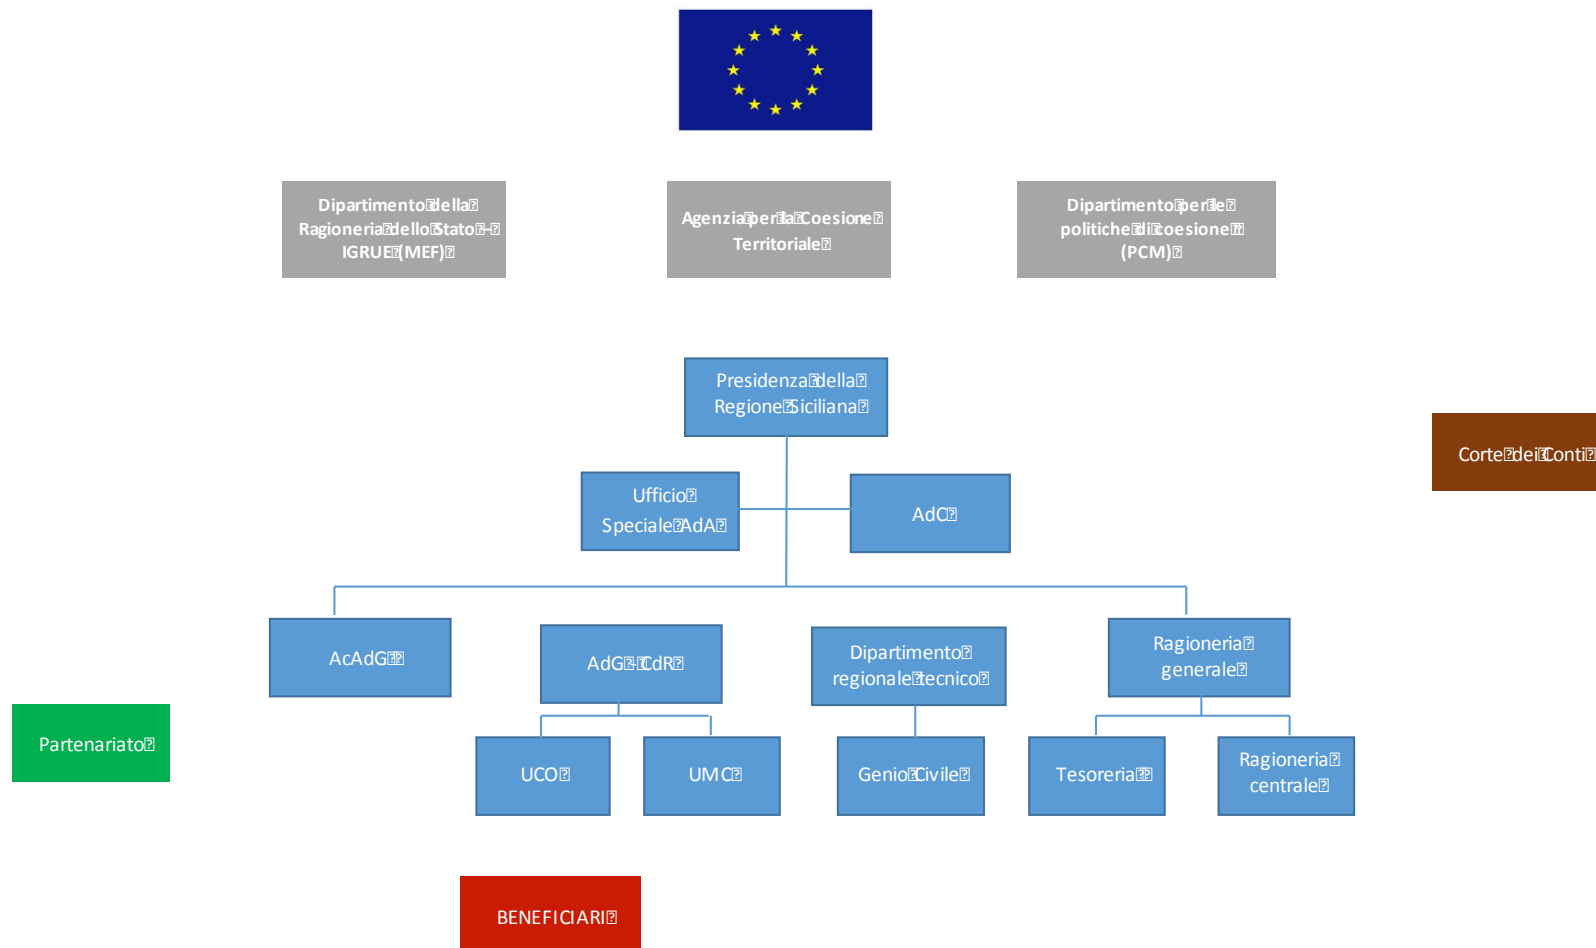 Dipartimento della
Ragioneria dello Stato –
IGRUE (MEF)
Agenzia per la Coesione
Territoriale
Dipartimento per le
politiche di coesione
(PCM)
Presidenza della
Regione Siciliana
Corte dei Conti
Ufficio
Speciale AdA
AdC
AcAdG
AdG - CdR
Dipartimento
regionale tecnico
Ragioneria
generale
Partenariato
UCO
UMC
Genio Civile
Tesoreria
Ragioneria
centrale
BENEFICIARI